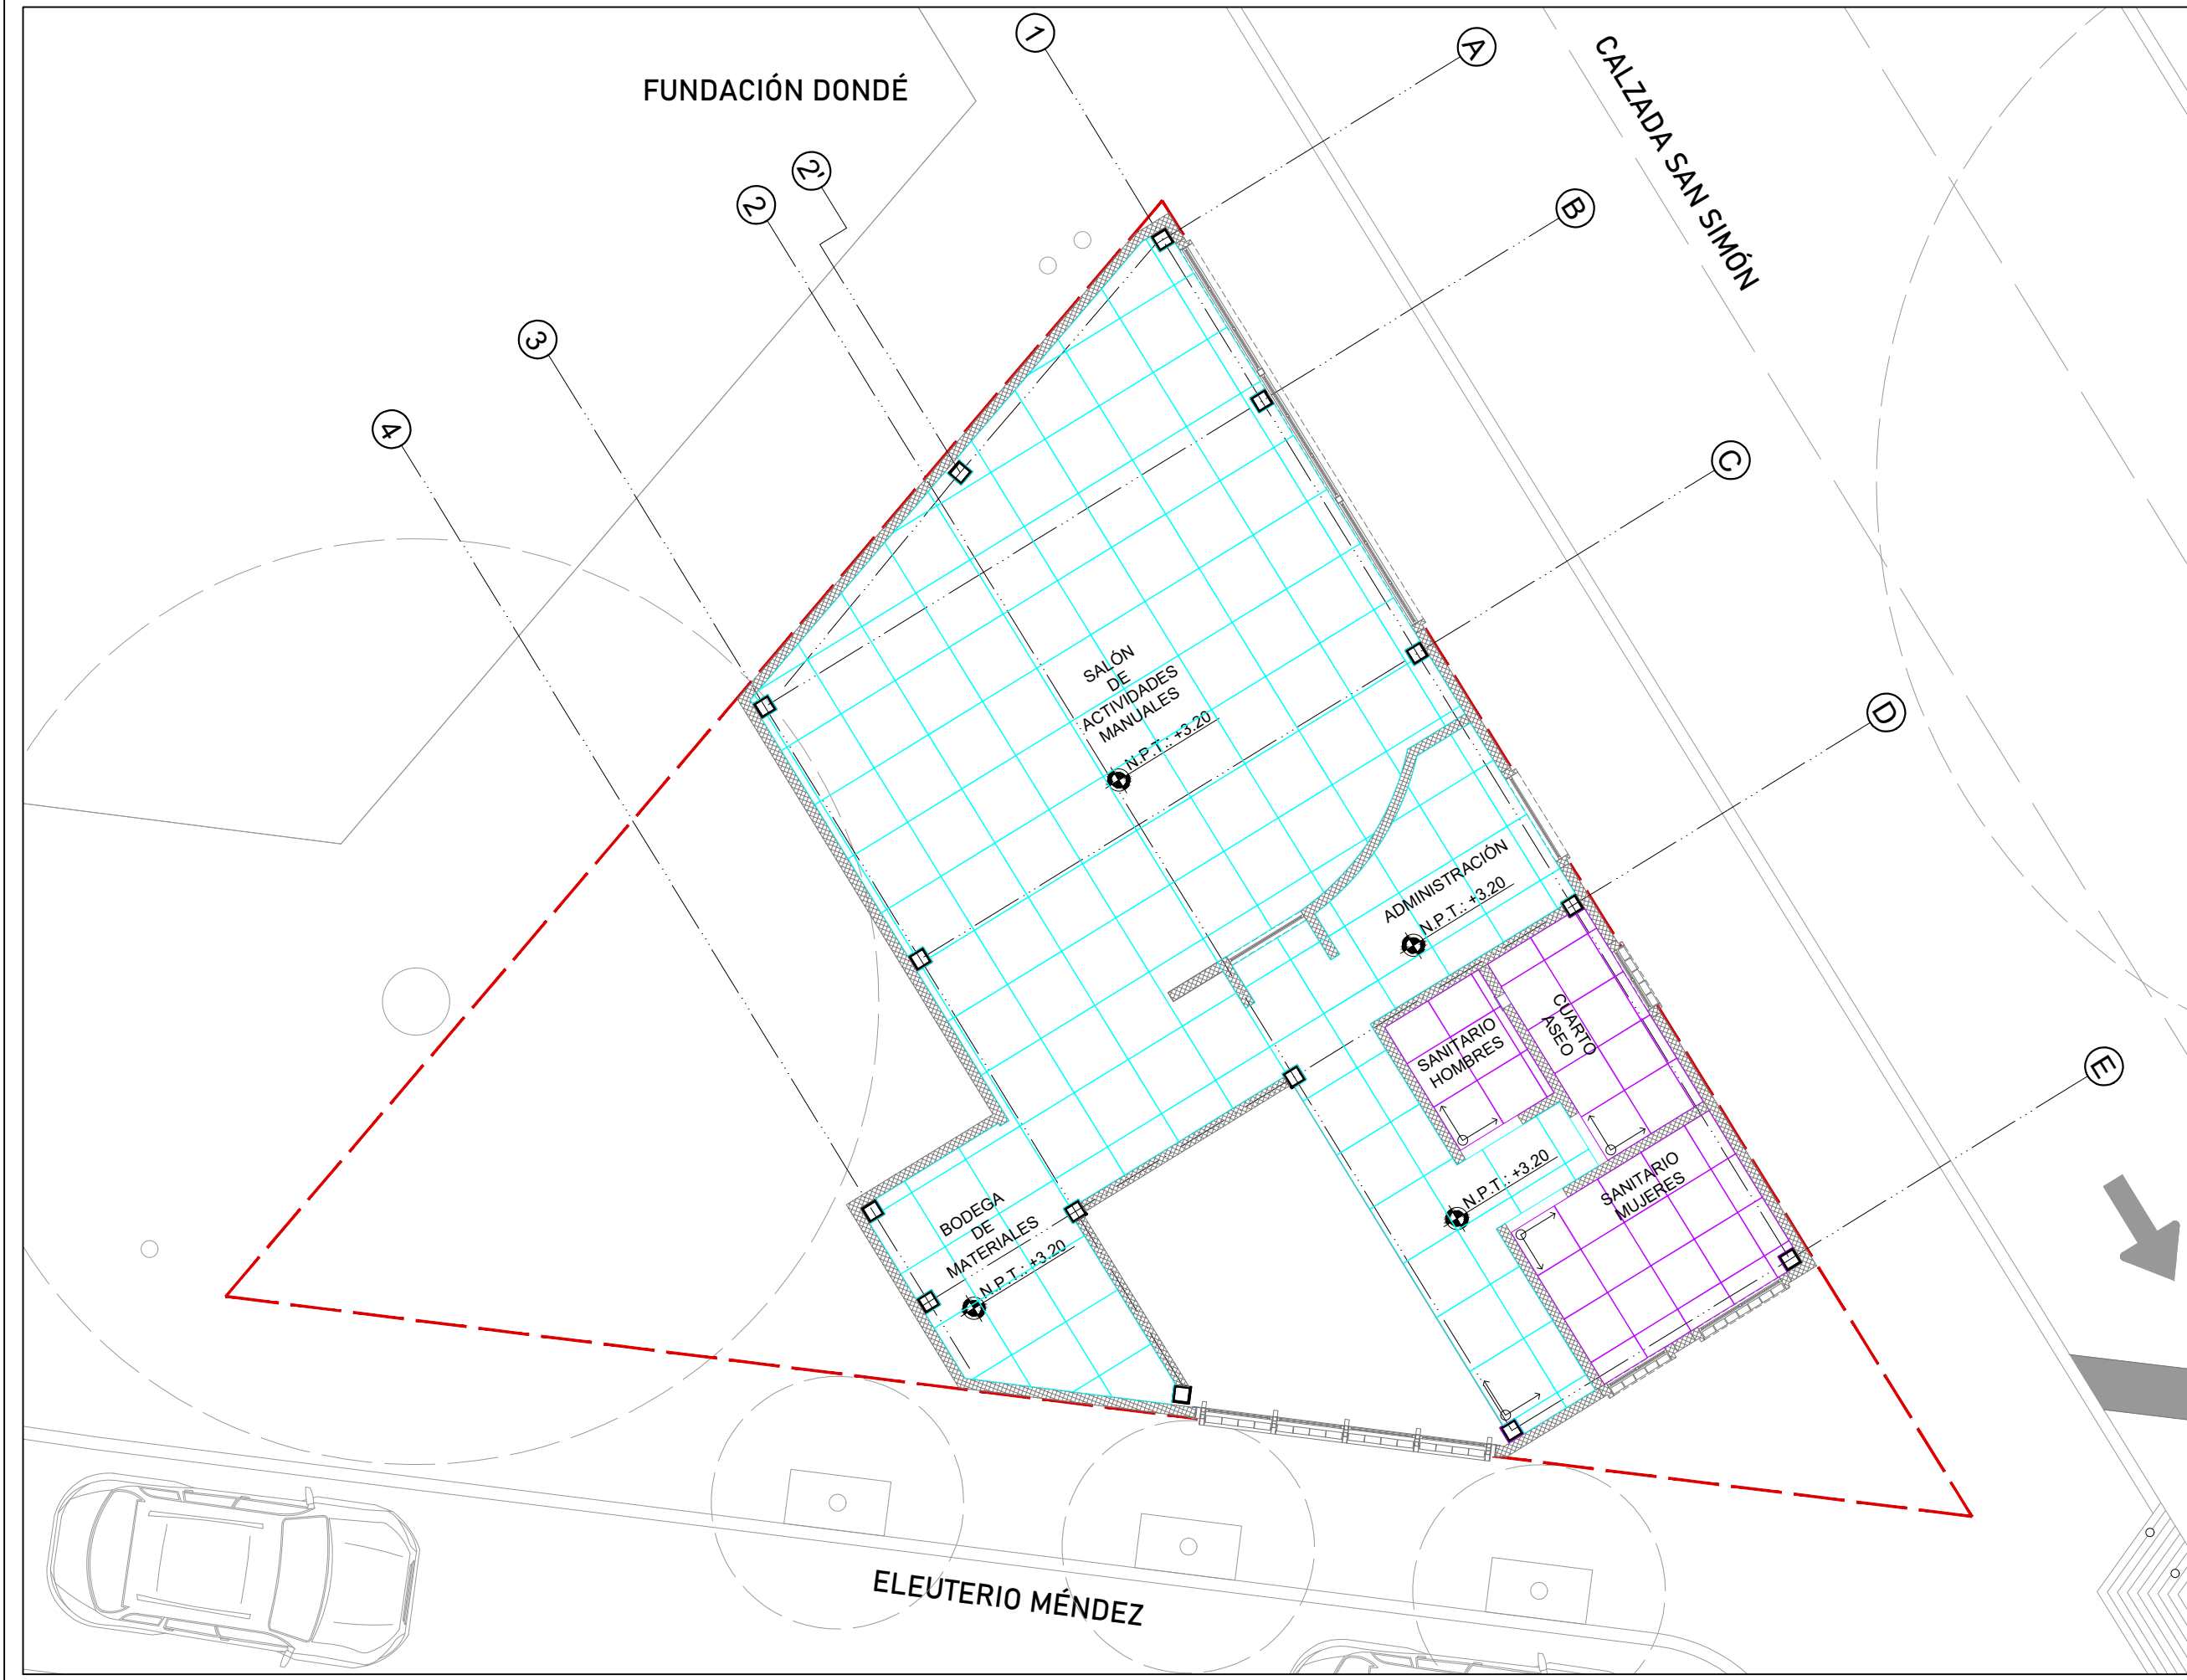 1
A
CALZADA SAN SIMÓN
FUNDACIÓN DONDÉ
2'
2
B
3
4
C
SALÓN
DE
ACTIVIDADES
MANUALES
N.P.T.: +3.20
D
ADMINISTRACIÓN
N.P.T.: +3.20
CUARTO
ASEO
SANITARIO
HOMBRES
E
N.P.T.: +3.20
SANITARIO
MUJERES
BODEGA
DE
MATERIALES
N.P.T.: +3.20
ELEUTERIO MÉNDEZ